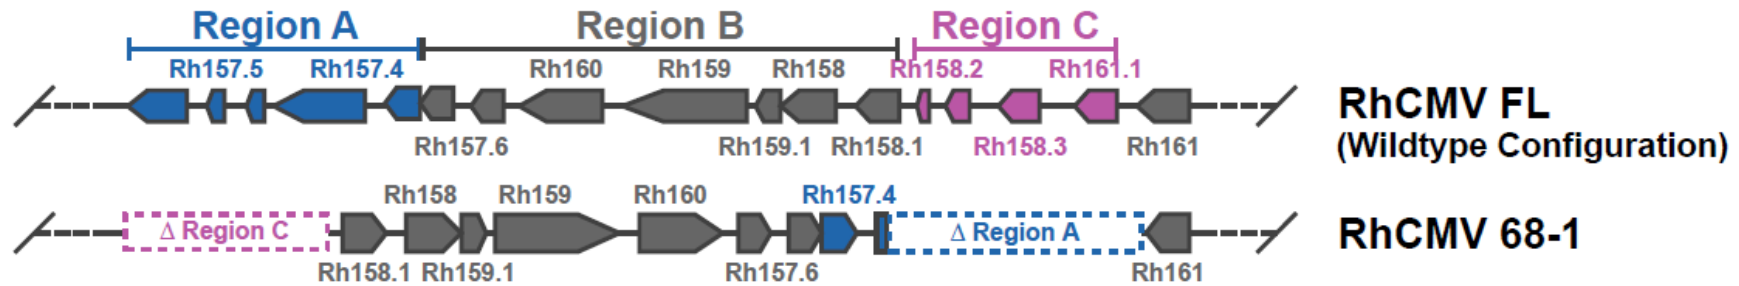 Region A Region B Region C
Rh157.5 Rh157.4 Rh160 Rh159 Rh158 Rh158.2 Rh161.1
RhCMV FL
(Wildtype Configuration)
Rh157.6 Rh159.1 Rh158.1 Rh158.3 Rh161
Rh158 Rh159 Rh160 Rh157.4
Δ Region C Δ Region A RhCMV 68-1
Rh158.1 Rh159.1 Rh157.6 Rh161